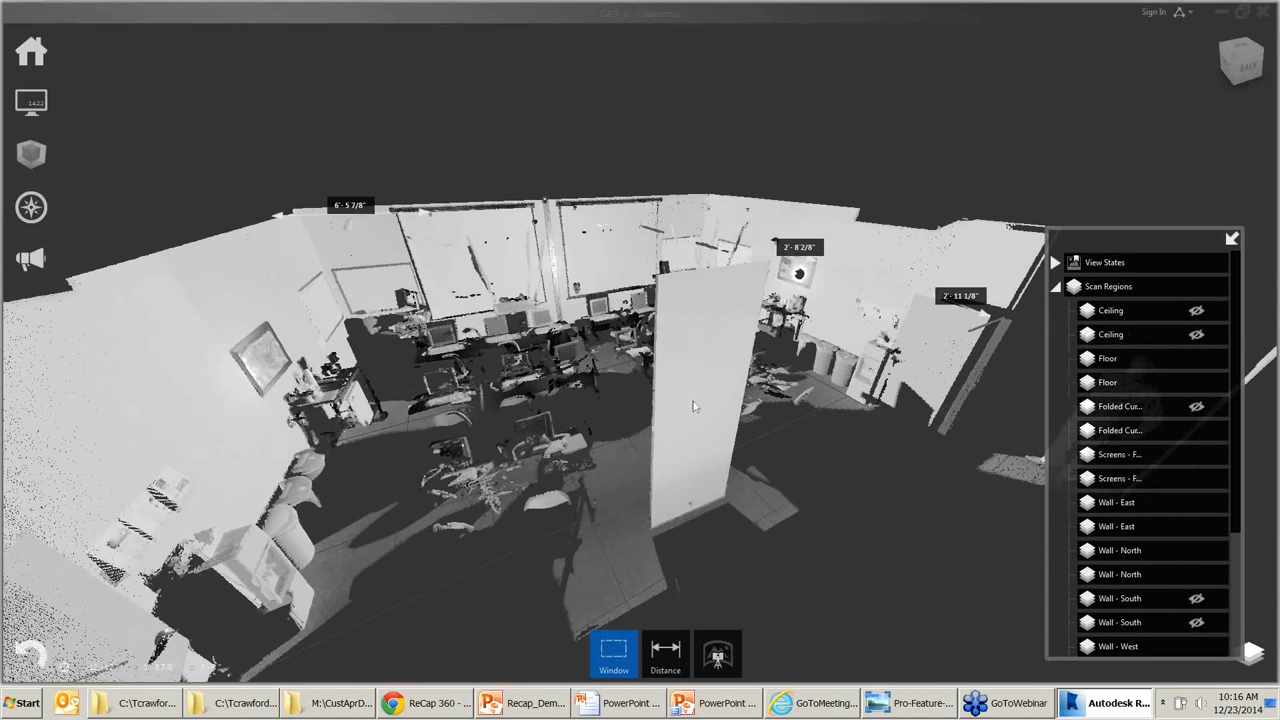 Sign In
1422
BACK
6'- 5 7/8"
2'- 8 2/8"
2'- 11 1/8"
View States
Scan Regions
Ceiling
Ceiling
Floor
Floor
Folded Cur...
Folded Cur...
Screens - F...
Screens - F...
Wall - East
Wall - East
Wall - North
Wall - North
Wall - South
Wall - South
Wall - West
Window
Distance
Start
C:\Tcrawfor...
C:\Tcrawford...
M:\CustAprD...
ReCap 360 - ...
Recap_Dem...
PowerPoint ...
PowerPoint ...
GoToMeeting...
Pro-Feature-...
GoToWebinar
Autodesk R...
10:16 AM
12/23/2014